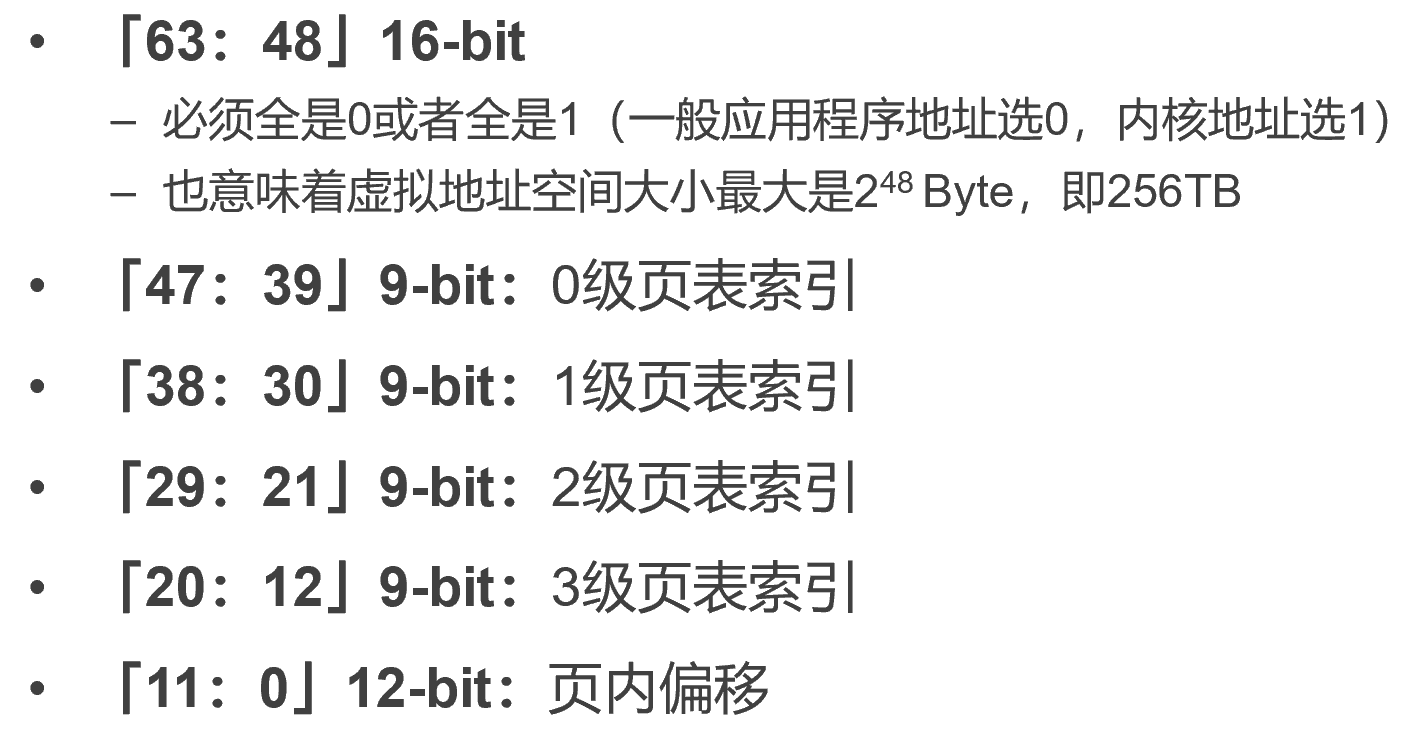 • 「63：48」16-bit
– 必须全是0或者全是1（一般应用程序地址选0，内核地址选1）
– 也意味着虚拟地址空间大小最大是2⁴⁸ Byte，即256TB
• 「47：39」9-bit：0级页表索引
• 「38：30」9-bit：1级页表索引
• 「29：21」9-bit：2级页表索引
• 「20：12」9-bit：3级页表索引
• 「11：0」12-bit：页内偏移